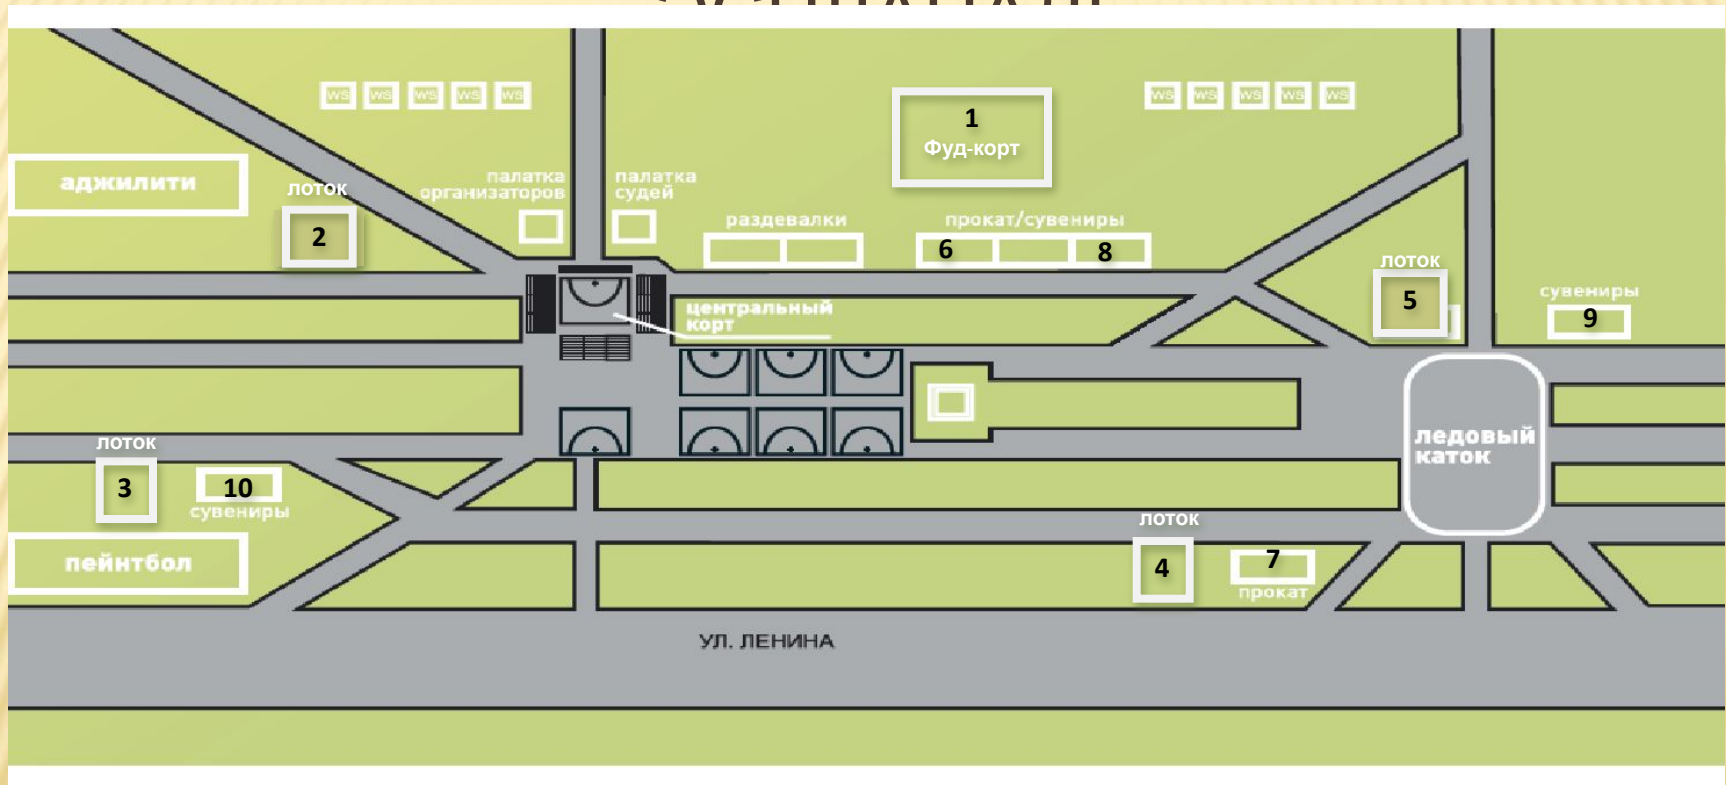 WS WS WS WS WS
WS WS WS WS WS
1
Фуд-корт
аджилити
лоток
2
палатка
организаторов
палатка
судей
раздевалки
прокат/сувениры
6
8
лоток
5
сувениры
9
центральный
корт
ледовый
каток
лоток
3
10
сувениры
пейнтбол
лоток
4
7
прокат
УЛ. ЛЕНИНА